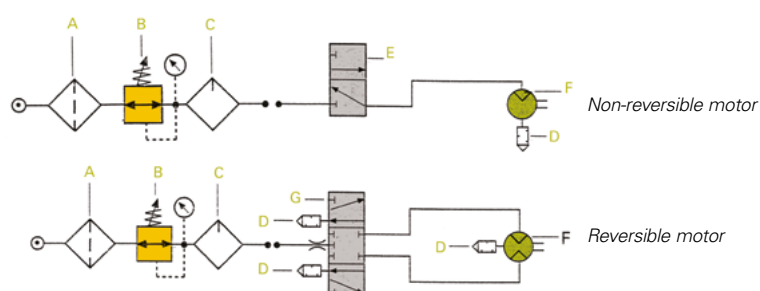 A B C
E
F
Non-reversible motor
D
A B C
G
D
D F Reversible motor
D